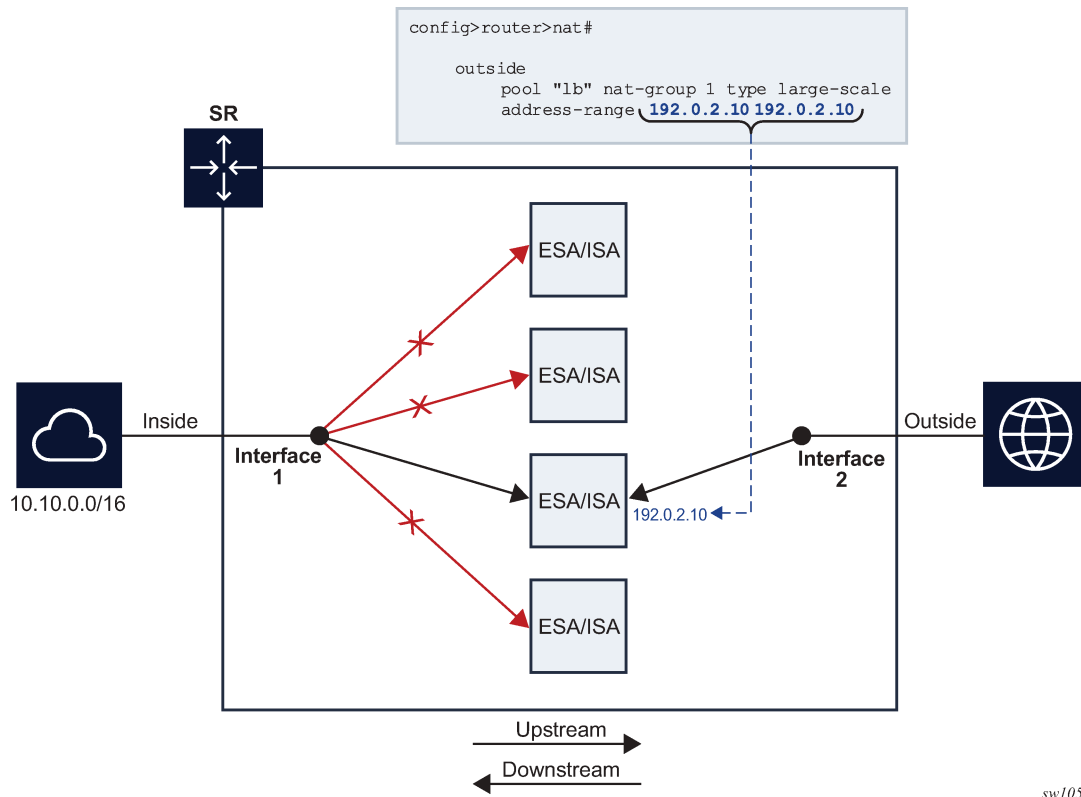 config>router>nat#
outside
pool "lb" nat-group 1 type large-scale
address-range 192.0.2.10 192.0.2.10
SR
ESA/ISA
ESA/ISA
Inside
Outside
Interface
1
Interface
2
10.10.0.0/16
ESA/ISA
192.0.2.10
ESA/ISA
Upstream
Downstream
sw105